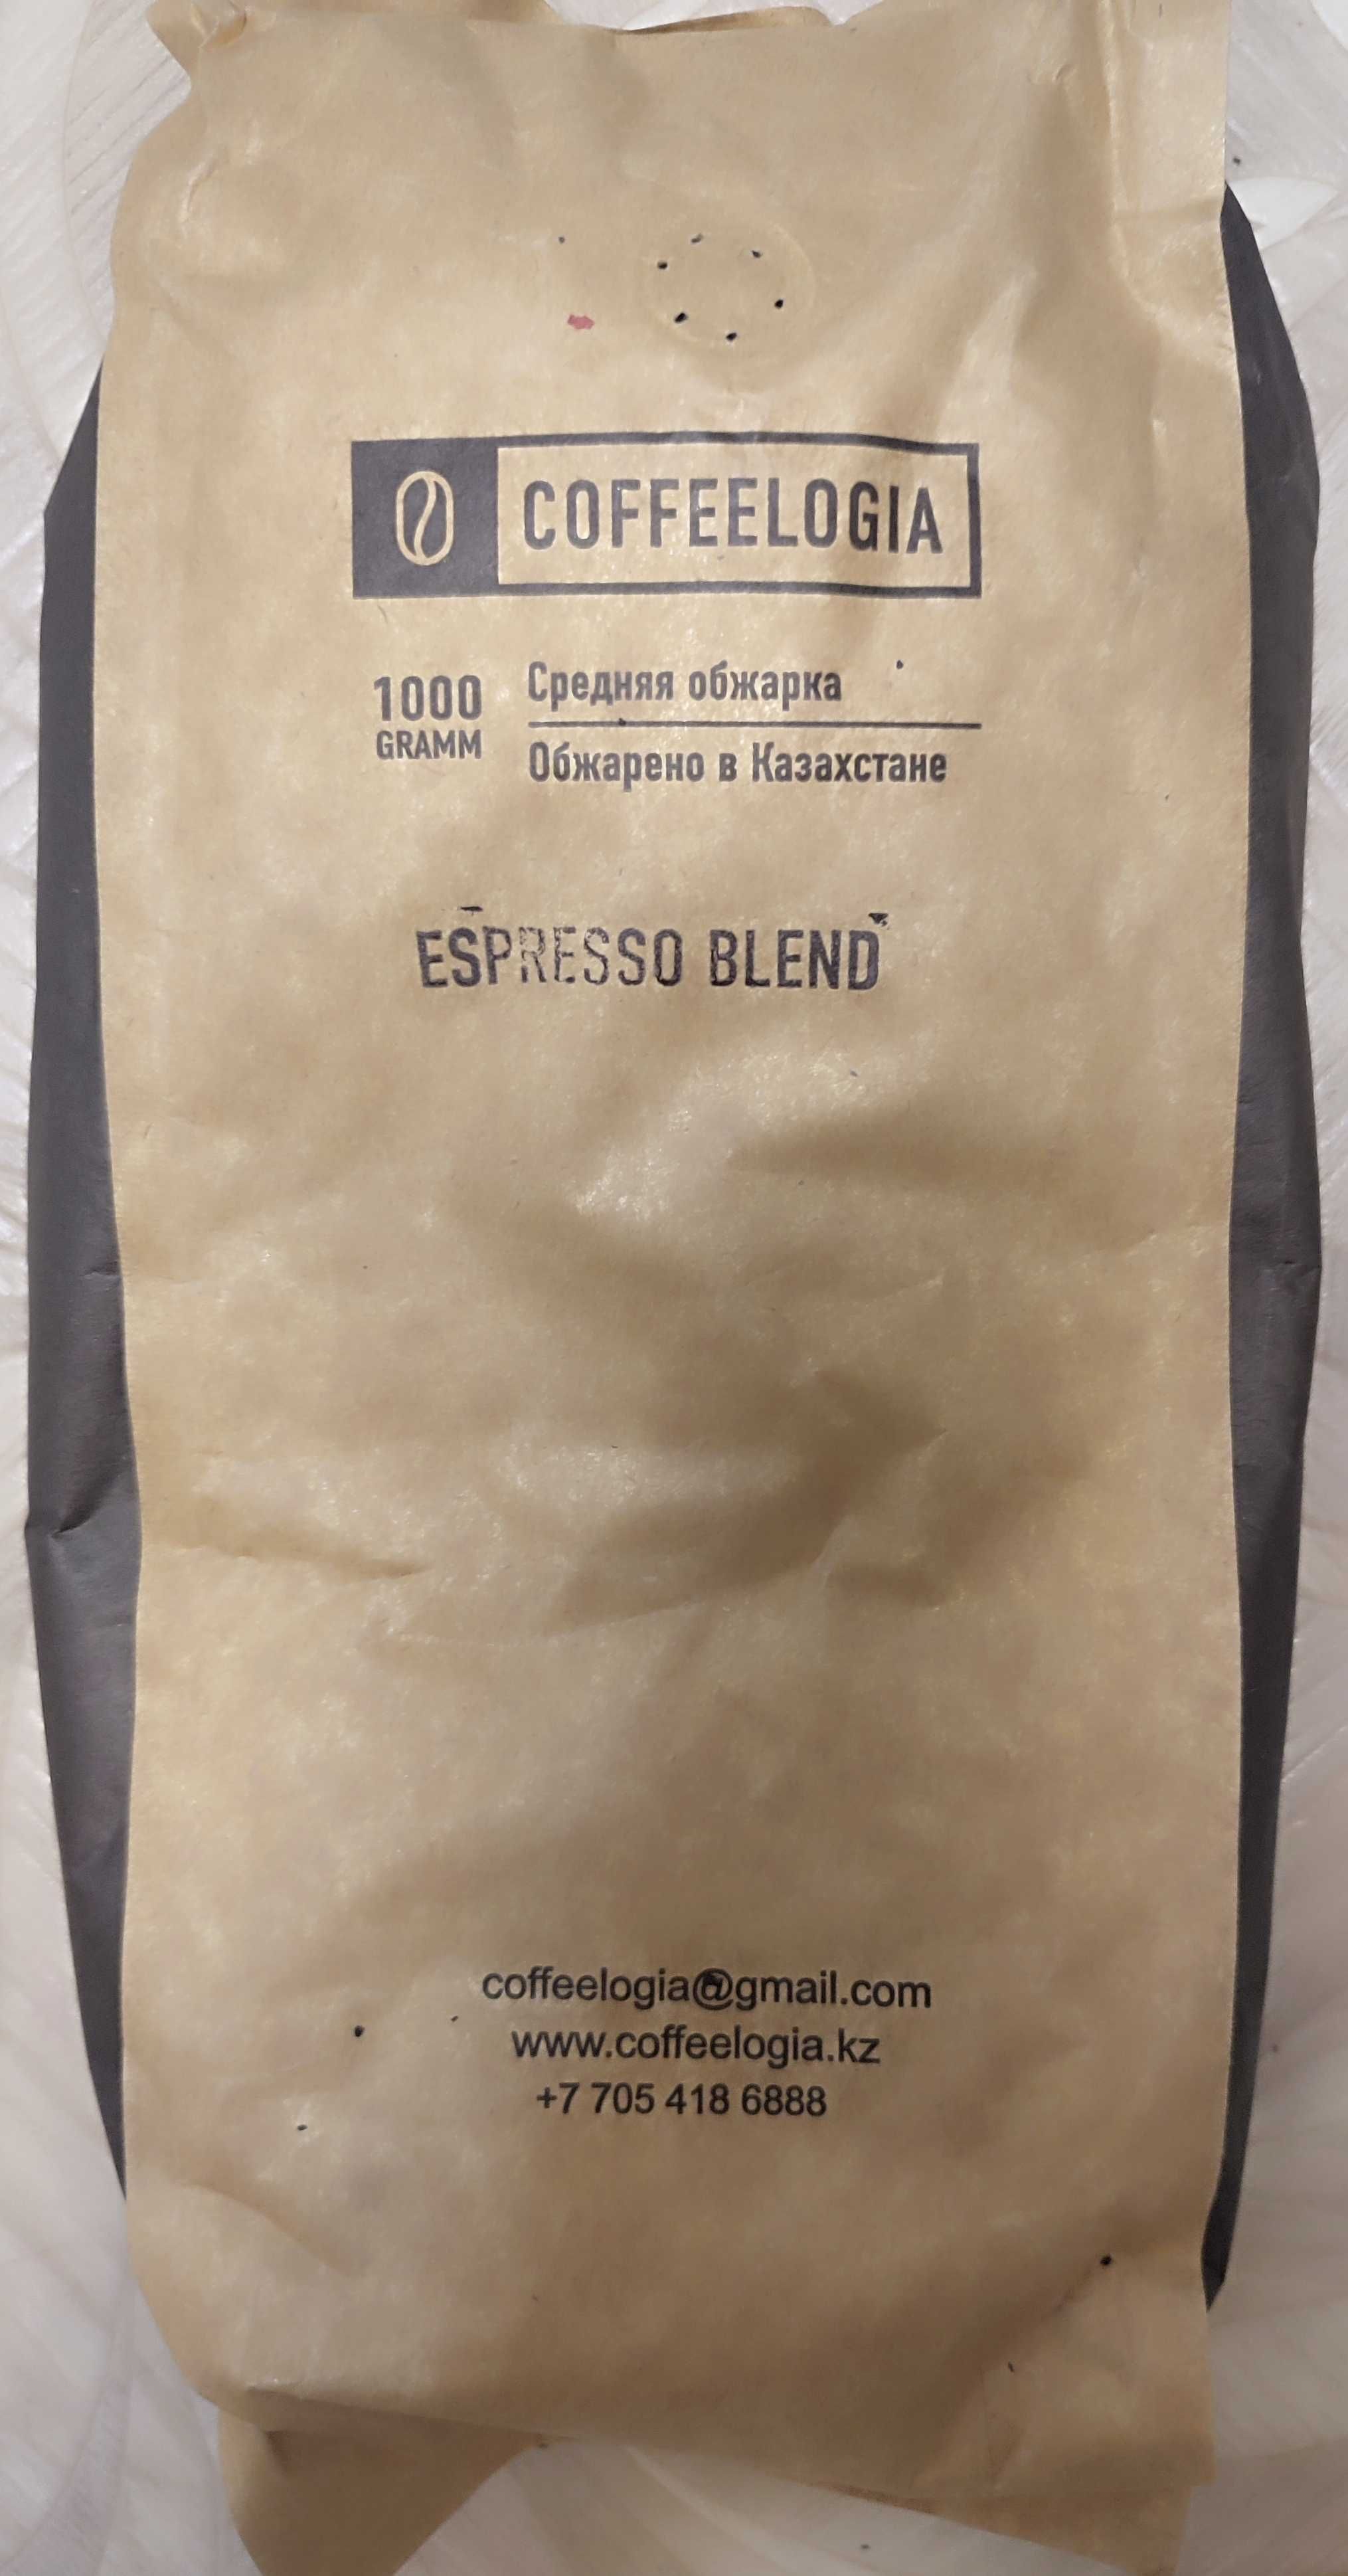 COFFEELOGIA
1000
GRAMM
Средняя обжарка
Обжарено в Казахстане
ESPRESSO BLEND
coffeelogia@gmail.com
www.coffeelogia.kz
+7 705 418 6888